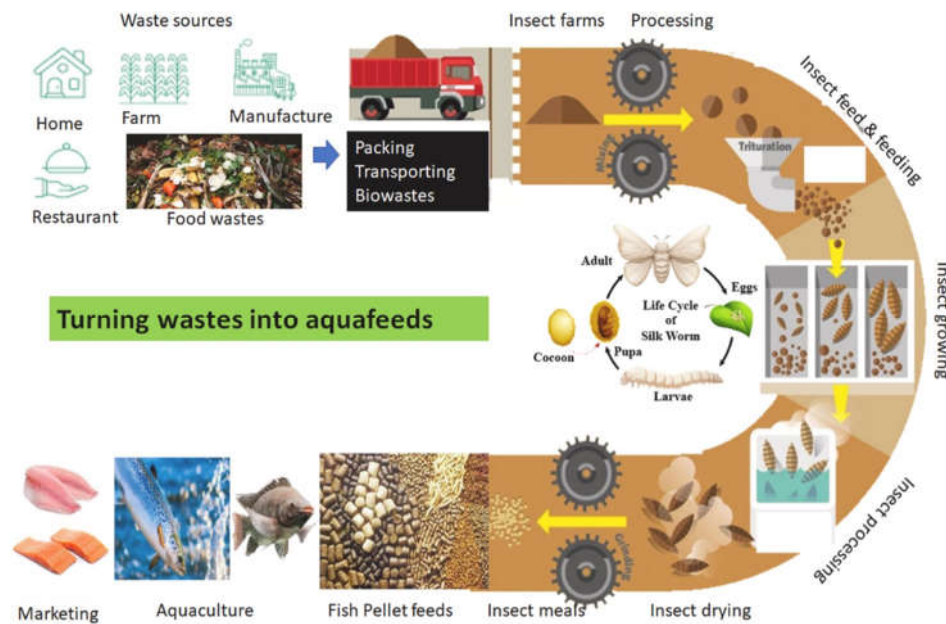 Waste sources
Insect farms
Processing
Home
Farm
Manufacture
Restaurant
Food wastes
Packing
Transporting
Biowastes
Mixing
Trituration
Insect feed & feeding
Turning wastes into aquafeeds
Adult
Eggs
Life Cycle
of
Silk Worm
Cocoon
Pupa
Larvae
Insect growing
Insect processing
Grinding
Marketing
Aquaculture
Fish Pellet feeds
Insect meals
Insect drying